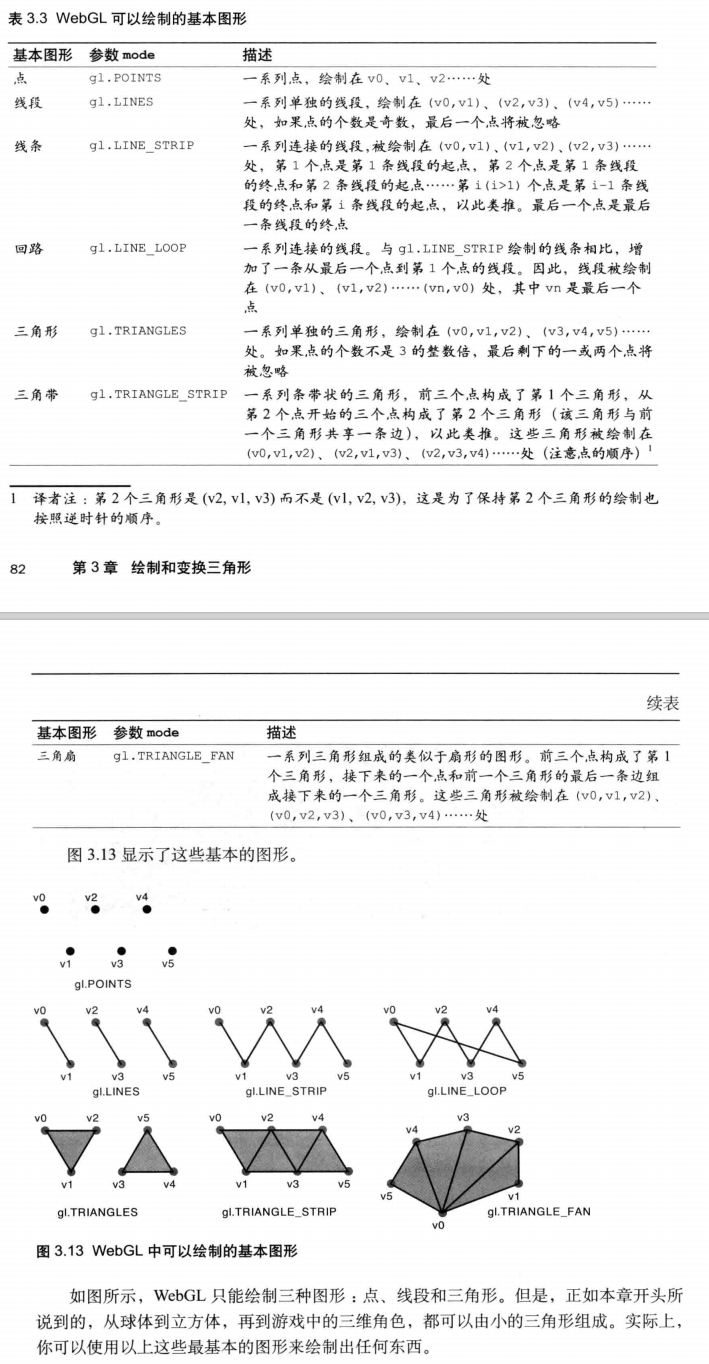 表 3.3 WebGL 可以绘制的基本图形
基本图形 参数 mode 描述
点 gl.POINTS 一系列点，绘制在 v0、v1、v2……处
线段 gl.LINES 一系列单独的线段，绘制在 (v0,v1)、(v2,v3)、(v4,v5)……
处，如果点的个数是奇数，最后一个点将被忽略
线条 gl.LINE_STRIP 一系列连接的线段,被绘制在 (v0,v1)、(v1,v2)、(v2,v3)……
处，第 1 个点是第 1 条线段的起点，第 2 个点是第 1 条线段
的终点和第 2 条线段的起点……第 i(i>1) 个点是第 i-1 条线
段的终点和第 i 条线段的起点，以此类推。最后一个点是最后
一条线段的终点
回路 gl.LINE_LOOP 一系列连接的线段。与 gl.LINE_STRIP 绘制的线条相比，增
加了一条从最后一个点到第 1 个点的线段。因此，线段被绘制
在 (v0,v1)、(v1,v2)……(vn,v0) 处，其中 vn 是最后一个
点
三角形 gl.TRIANGLES 一系列单独的三角形，绘制在 (v0,v1,v2)、(v3,v4,v5)……
处。如果点的个数不是 3 的整数倍，最后剩下的一或两个点将
被忽略
三角带 gl.TRIANGLE_STRIP 一系列条带状的三角形，前三个点构成了第 1 个三角形，从
第 2 个点开始的三个点构成了第 2 个三角形（该三角形与前
一个三角形共享一条边），以此类推。这些三角形被绘制在
(v0,v1,v2)、(v2,v1,v3)、(v2,v3,v4)……处（注意点的顺序）1
1 译者注：第 2 个三角形是 (v2, v1, v3) 而不是 (v1, v2, v3)，这是为了保持第 2 个三角形的绘制也
按照逆时针的顺序。
82 第 3 章 绘制和变换三角形
续表
基本图形 参数 mode 描述
三角扇 gl.TRIANGLE_FAN 一系列三角形组成的类似于扇形的图形。前三个点构成了第 1
个三角形，接下来的一个点和前一个三角形的最后一条边组
成接下来的一个三角形。这些三角形被绘制在 (v0,v1,v2)、
(v0,v2,v3)、(v0,v3,v4)……处
图 3.13 显示了这些基本的图形。
v0 v2 v4
v1 v3 v5
gl.POINTS
v0 v2 v4 v0 v2 v4 v0 v2 v4
v1 v3 v5 v1 v3 v5 v1 v3 v5
gl.LINES gl.LINE_STRIP gl.LINE_LOOP
v0 v2 v5 v0 v2 v4 v4 v3 v2
v1 v3 v4 v1 v3 v5 v5 v1
v0
gl.TRIANGLES gl.TRIANGLE_STRIP gl.TRIANGLE_FAN
图 3.13 WebGL 中可以绘制的基本图形
如图所示，WebGL 只能绘制三种图形：点、线段和三角形。但是，正如本章开头所
说到的，从球体到立方体，再到游戏中的三维角色，都可以由小的三角形组成。实际上，
你可以使用以上这些最基本的图形来绘制出任何东西。